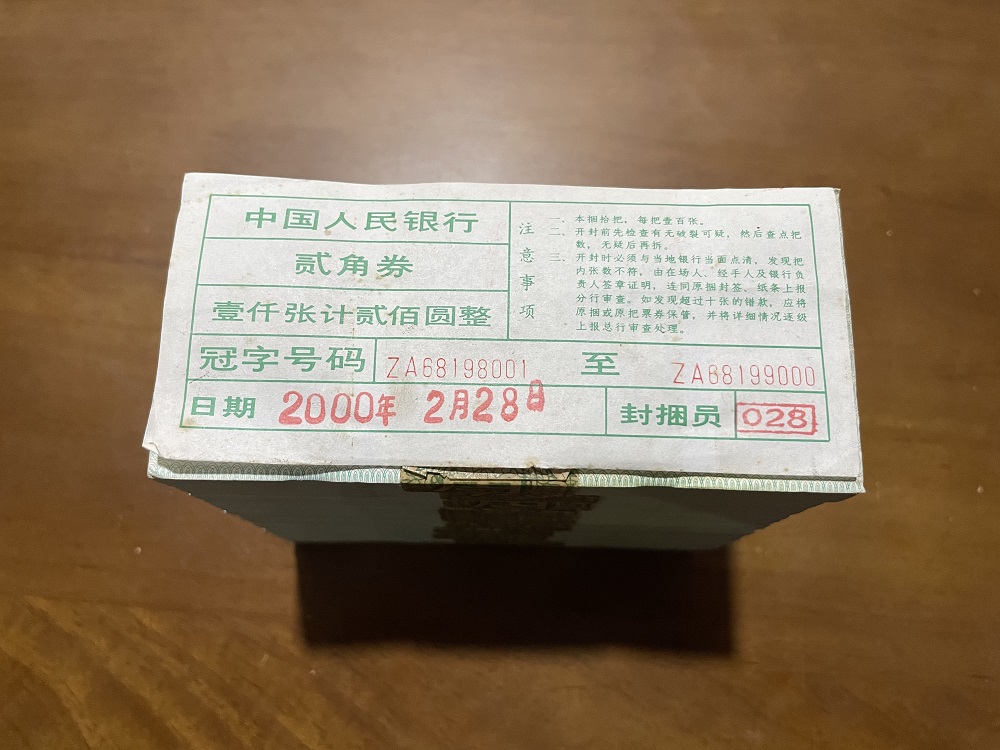 中国人民银行
贰角券
壹仟张计贰佰圆整
注意事项
一、本捆拾把，每把壹百张。
二、开封前先检查有无破裂可疑，然后查点把
数，无疑后再拆。
三、开封时必须与当地银行当面点清，发现把
内张数不符，由在场人、经手人及银行负
责人签章证明，连同原捆封签、纸条上报
分行审查。如发现超过十张的错款，应将
原捆或原把票券保管，并将详细情况逐级
上报总行审查处理。
冠字号码 ZA68198001 至 ZA68199000
日期 2000年 2月28日 封捆员 028